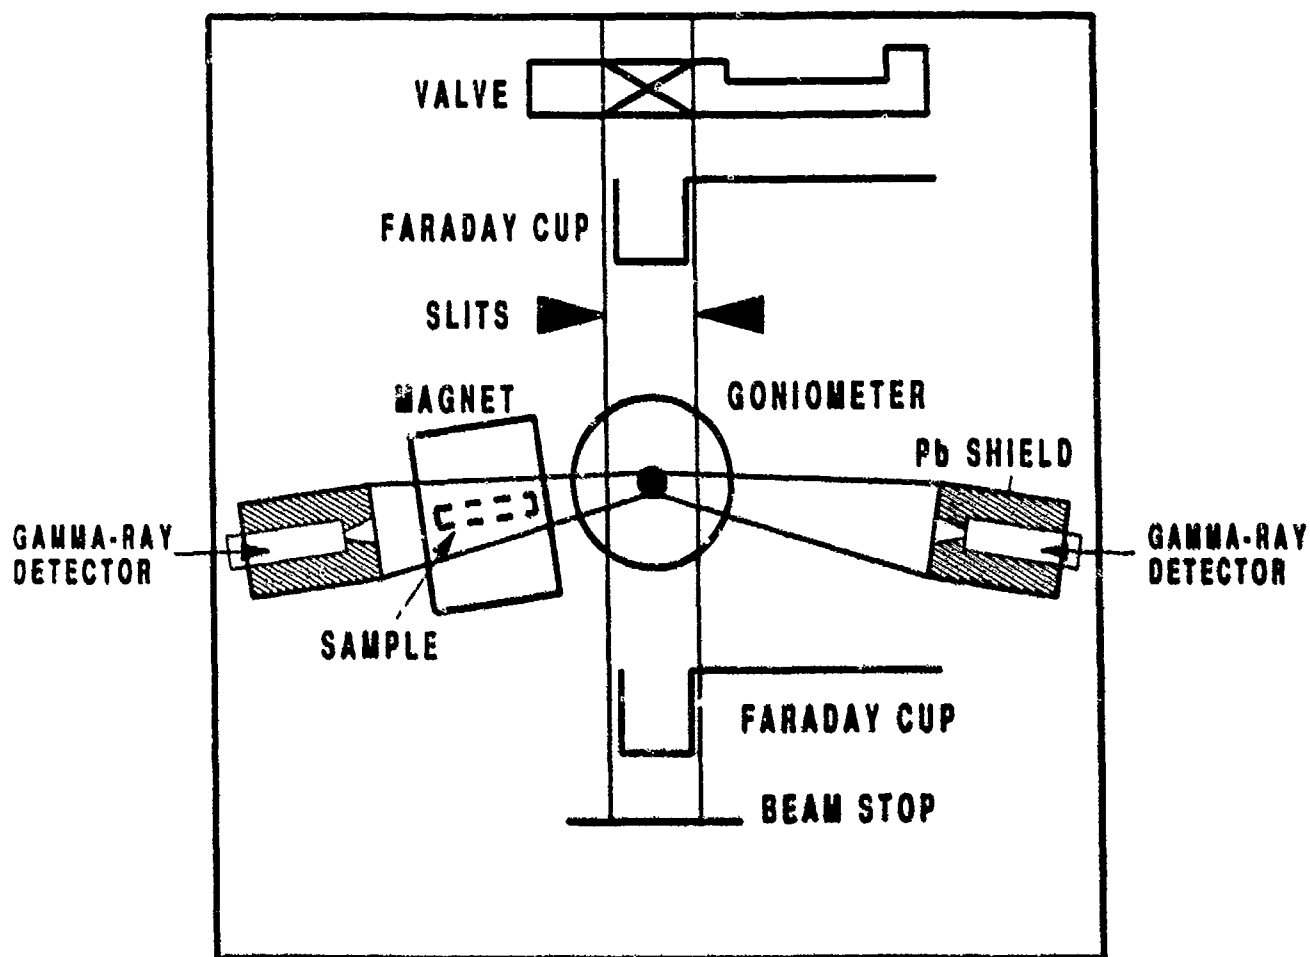 VALVE
FARADAY CUP
SLITS
MAGNET
GONIOMETER
Pb SHIELD
GAMMA-RAY
DETECTOR
GAMMA-RAY
DETECTOR
SAMPLE
FARADAY CUP
BEAM STOP